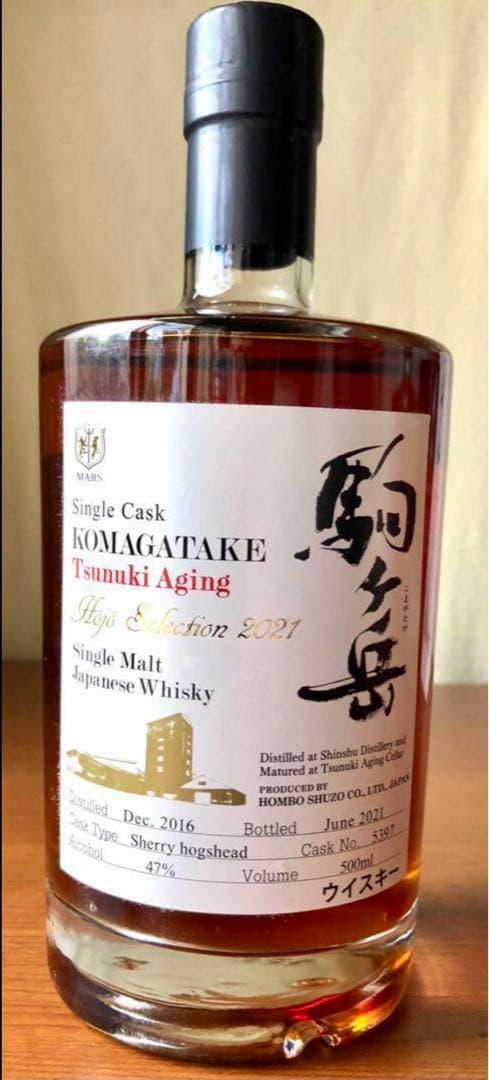 MARS
Single Cask
KOMAGATAKE
Tsunuki Aging
Hojo Selection 2021
Single Malt
Japanese Whisky
駒ヶ岳
こまがたけ
Distilled at Shinshu Distillery and
Matured at Tsunuki Aging Cellar
PRODUCED BY
HOMBO SHUZO CO., LTD., JAPAN
Distilled Dec. 2016 Bottled June 2021
Cask Type Sherry hogshead Cask No. 5397
Alcohol 47% Volume 500ml
ウイスキー